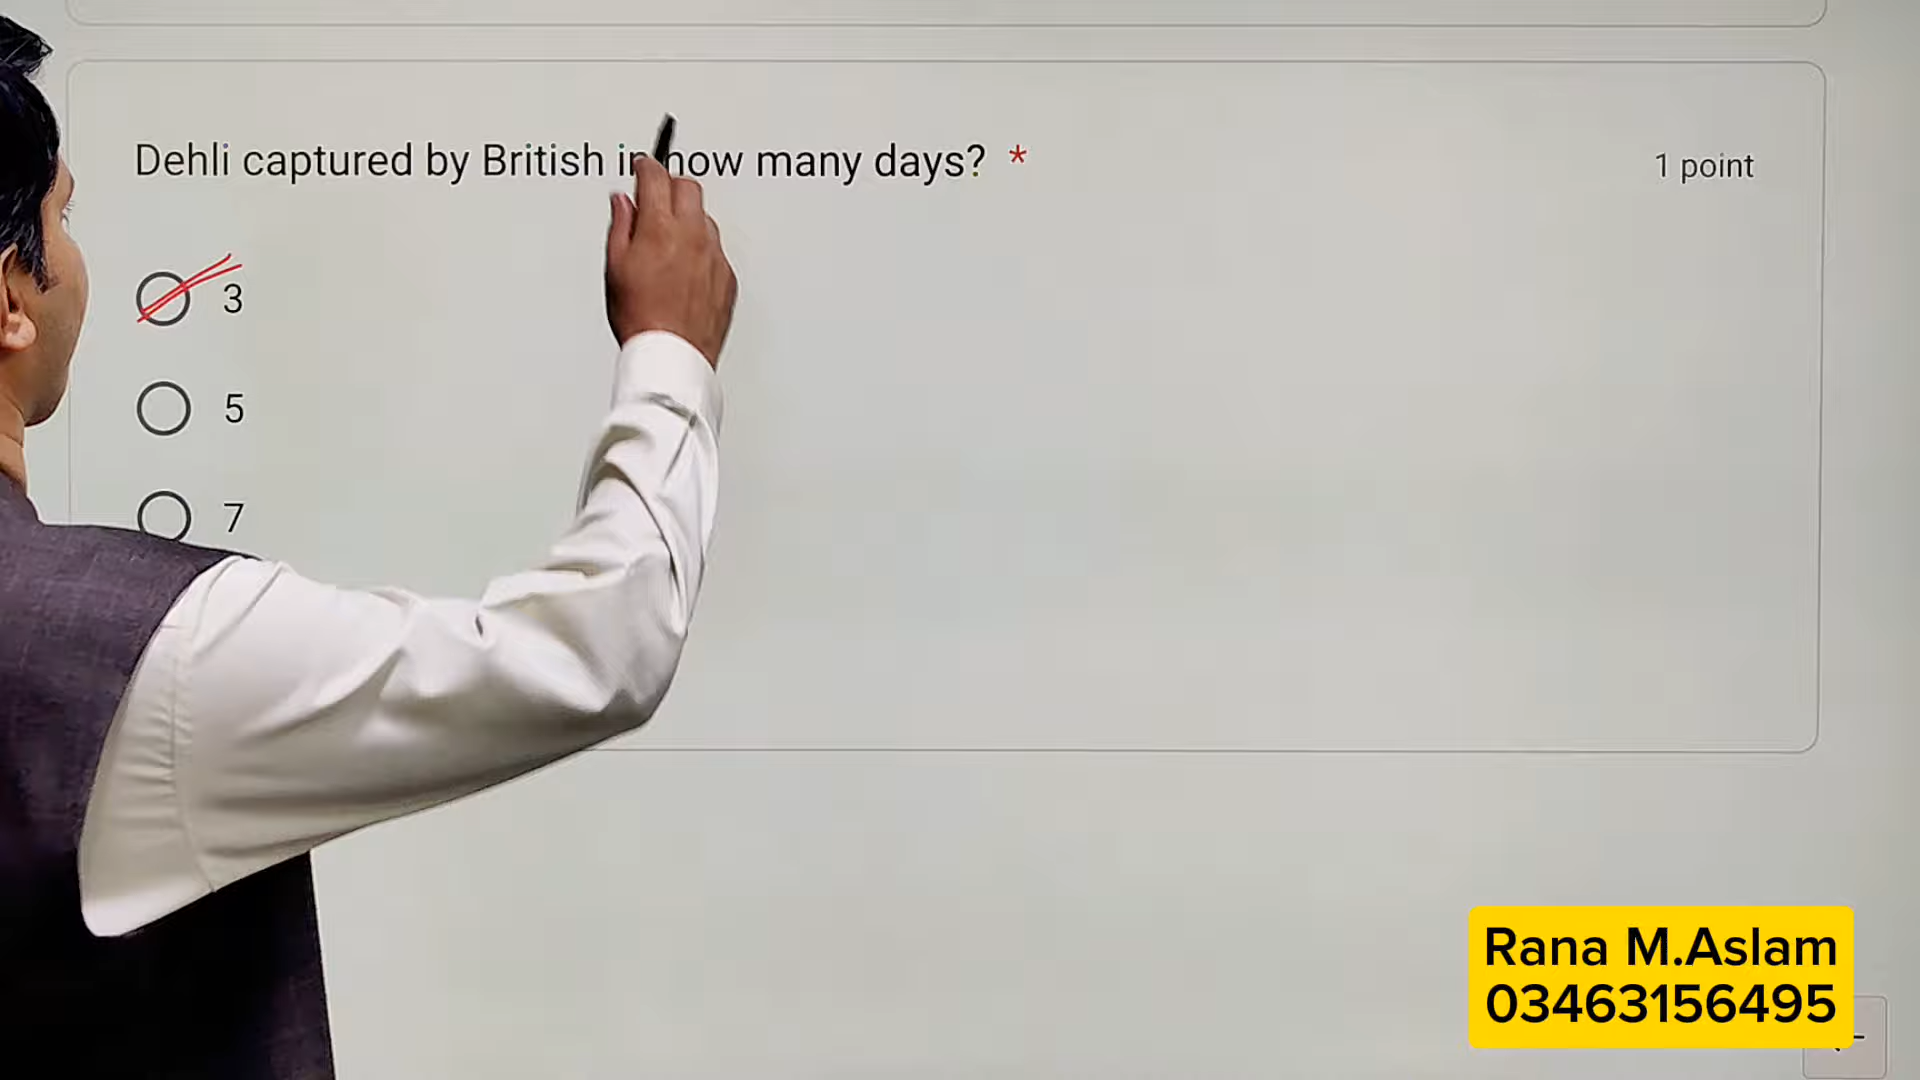 Dehli captured by British in how many days? *
1 point
3
5
7
Rana M.Aslam
03463156495